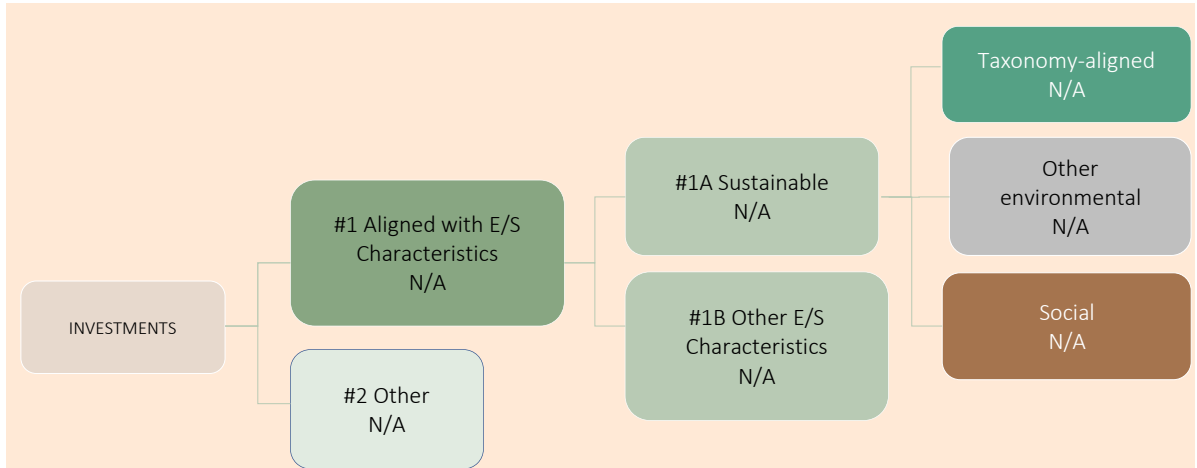 INVESTMENTS
#1 Aligned with E/S
Characteristics
N/A
#2 Other
N/A
#1A Sustainable
N/A
#1B Other E/S
Characteristics
N/A
Taxonomy-aligned
N/A
Other
environmental
N/A
Social
N/A